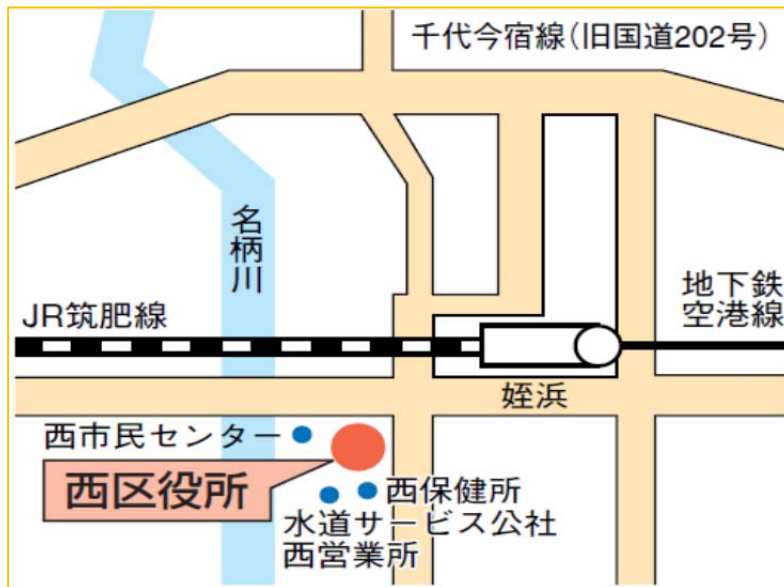 千代今宿線(旧国道202号)
名柄川
JR筑肥線
地下鉄
空港線
姪浜
西市民センター
西区役所
西保健所
水道サービス公社
西営業所